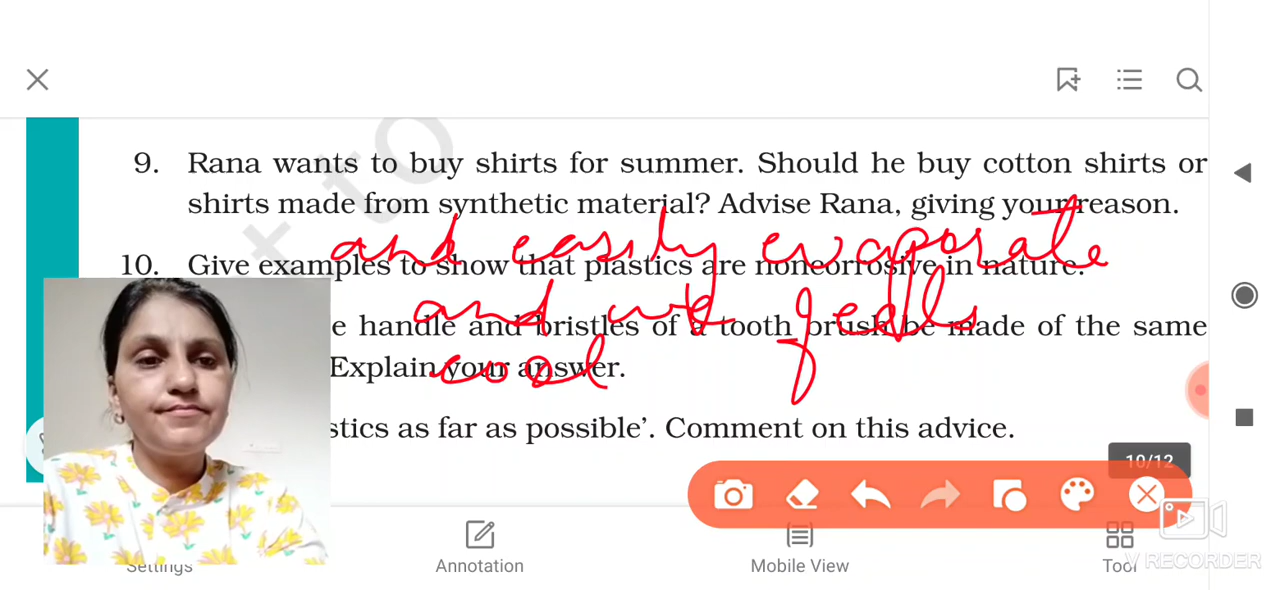 to
9. Rana wants to buy shirts for summer. Should he buy cotton shirts or
shirts made from synthetic material? Advise Rana, giving your reason.
and easily evaporate
10. Give examples to show that plastics are noncorrosive in nature.
and we feels
e handle and bristles of a tooth brush be made of the same
cool
Explain your answer.
stics as far as possible’. Comment on this advice.
10/12
Settings
Annotation
Mobile View
Tool
V RECORDER